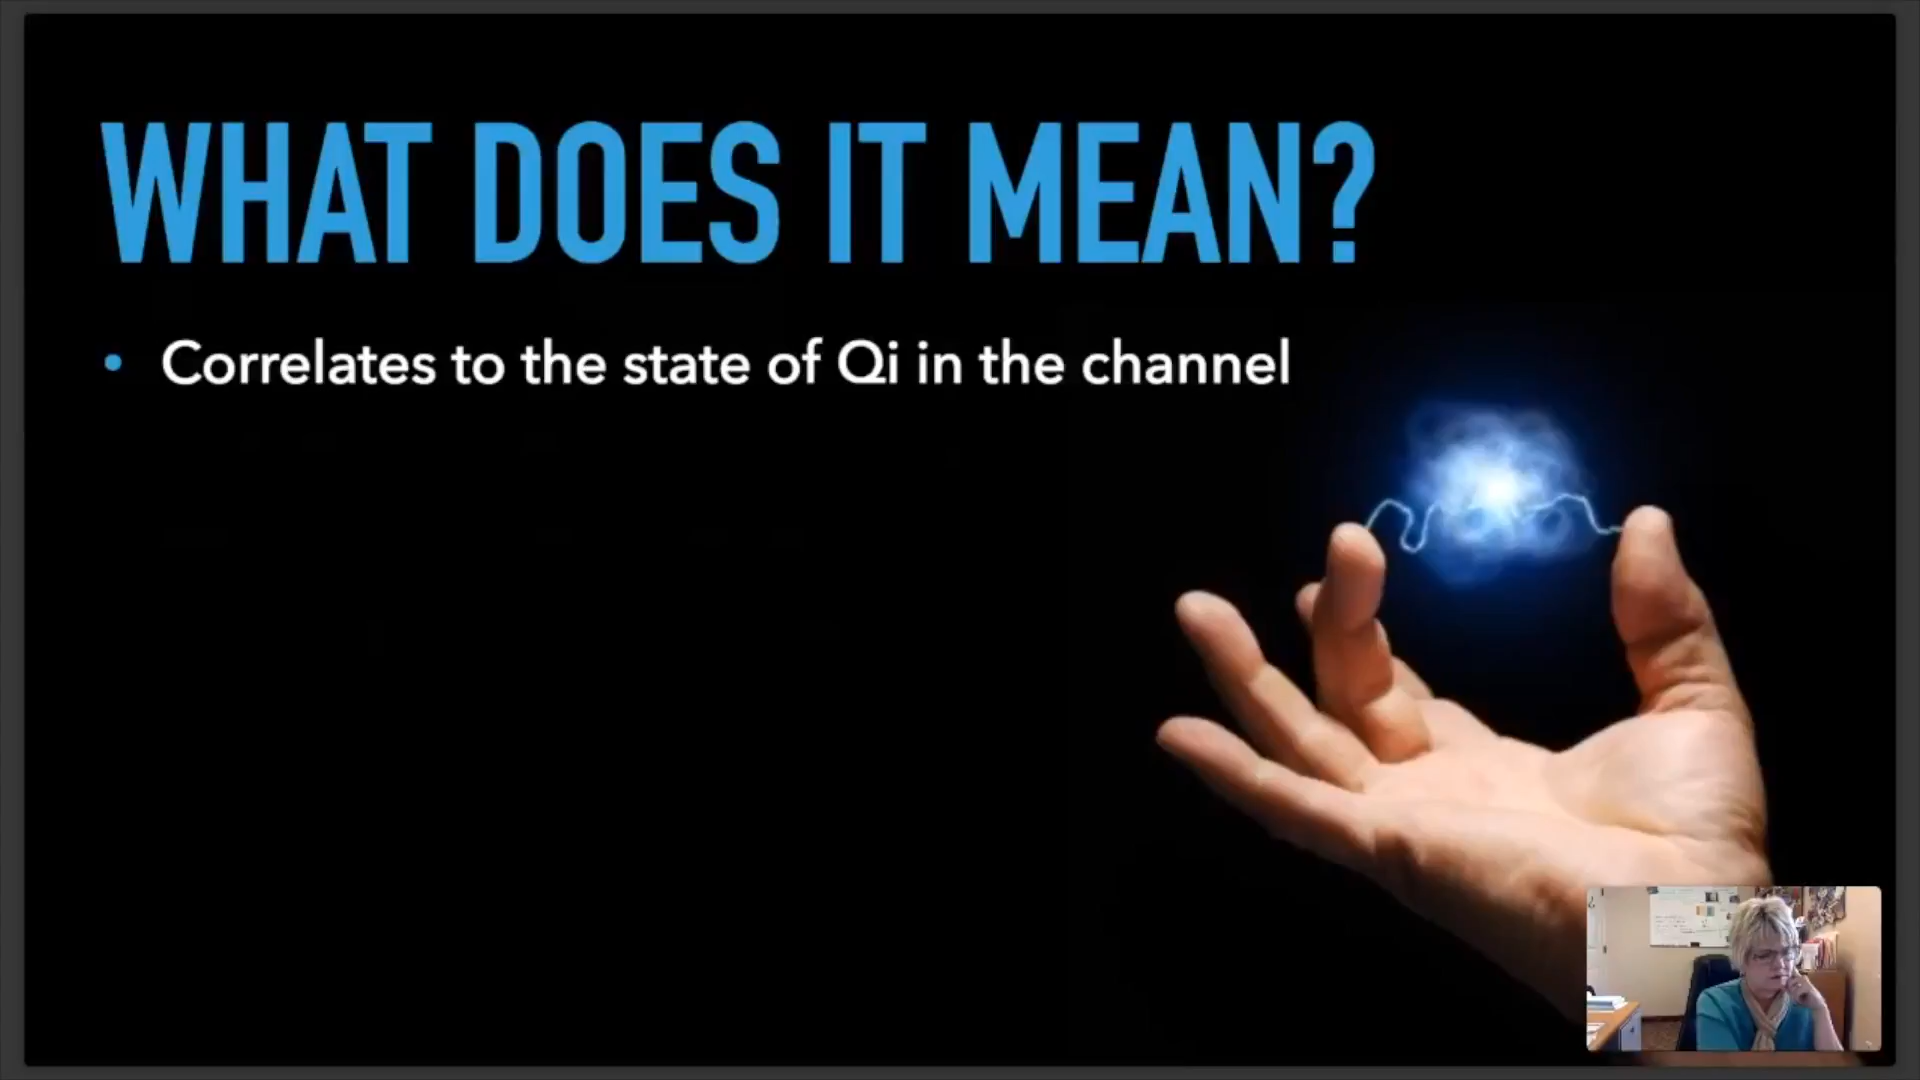 WHAT DOES IT MEAN?
• Correlates to the state of Qi in the channel